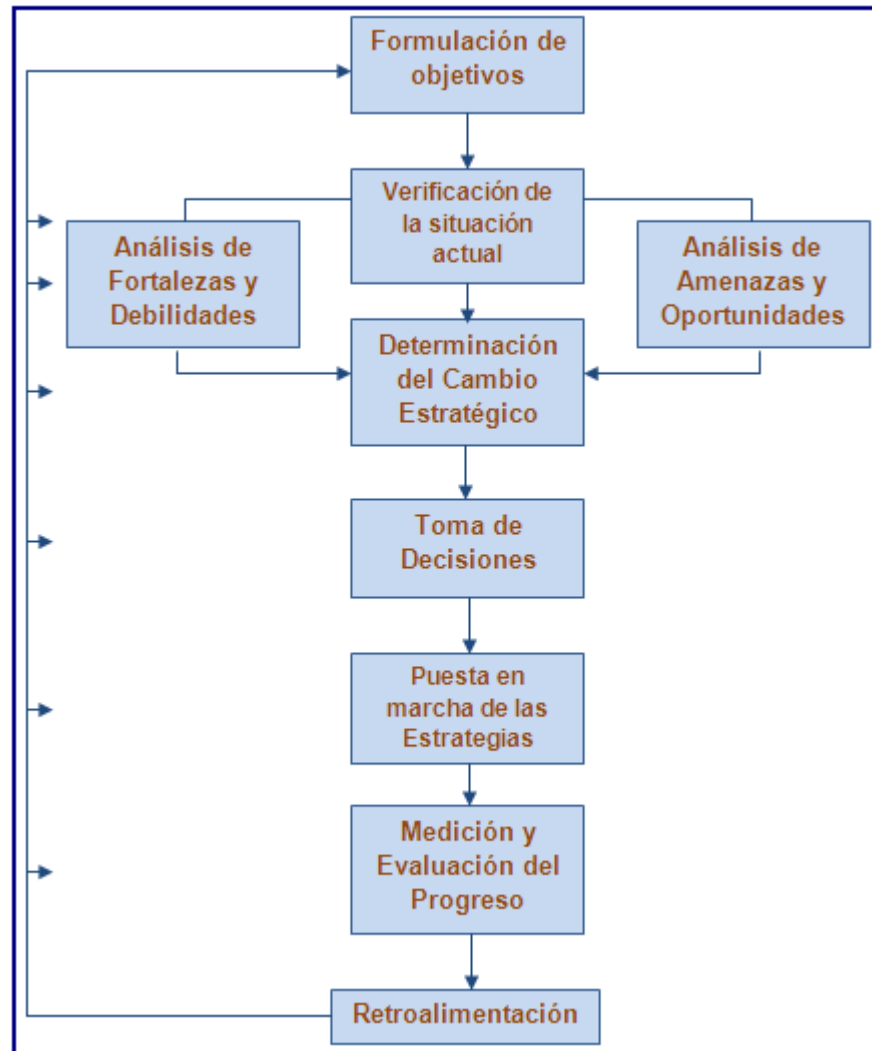 Formulación de
objetivos
Verificación de
la situación
actual
Análisis de
Fortalezas y
Debilidades
Análisis de
Amenazas y
Oportunidades
Determinación
del Cambio
Estratégico
Toma de
Decisiones
Puesta en
marcha de las
Estrategias
Medición y
Evaluación del
Progreso
Retroalimentación